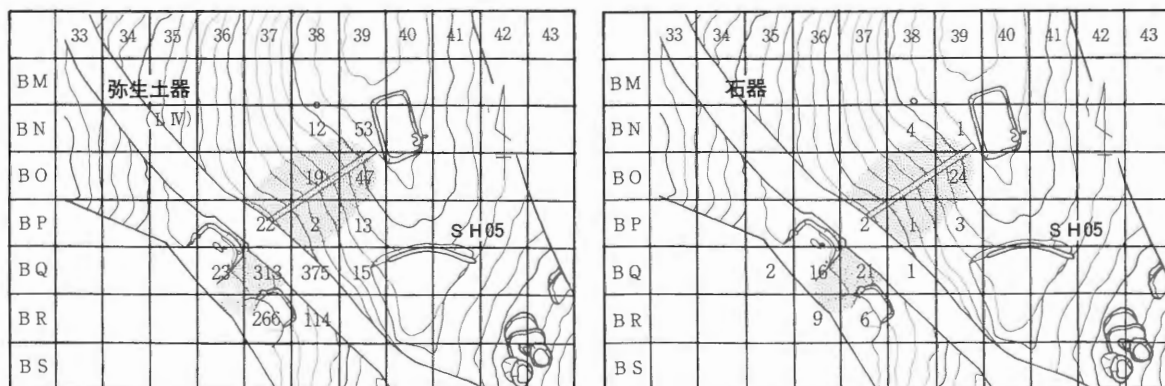 33 34 35 36 37 38 39 40 41 42 43
BM 弥生土器
(LⅣ)
BN 12 53
BO 19 47
BP 22 2 13 SH05
BQ 23 313 375 15
BR 266 114
BS
33 34 35 36 37 38 39 40 41 42 43
BM 石器
BN 4 1
BO 24
BP 2 1 3 SH05
BQ 2 16 21 1
BR 9 6
BS